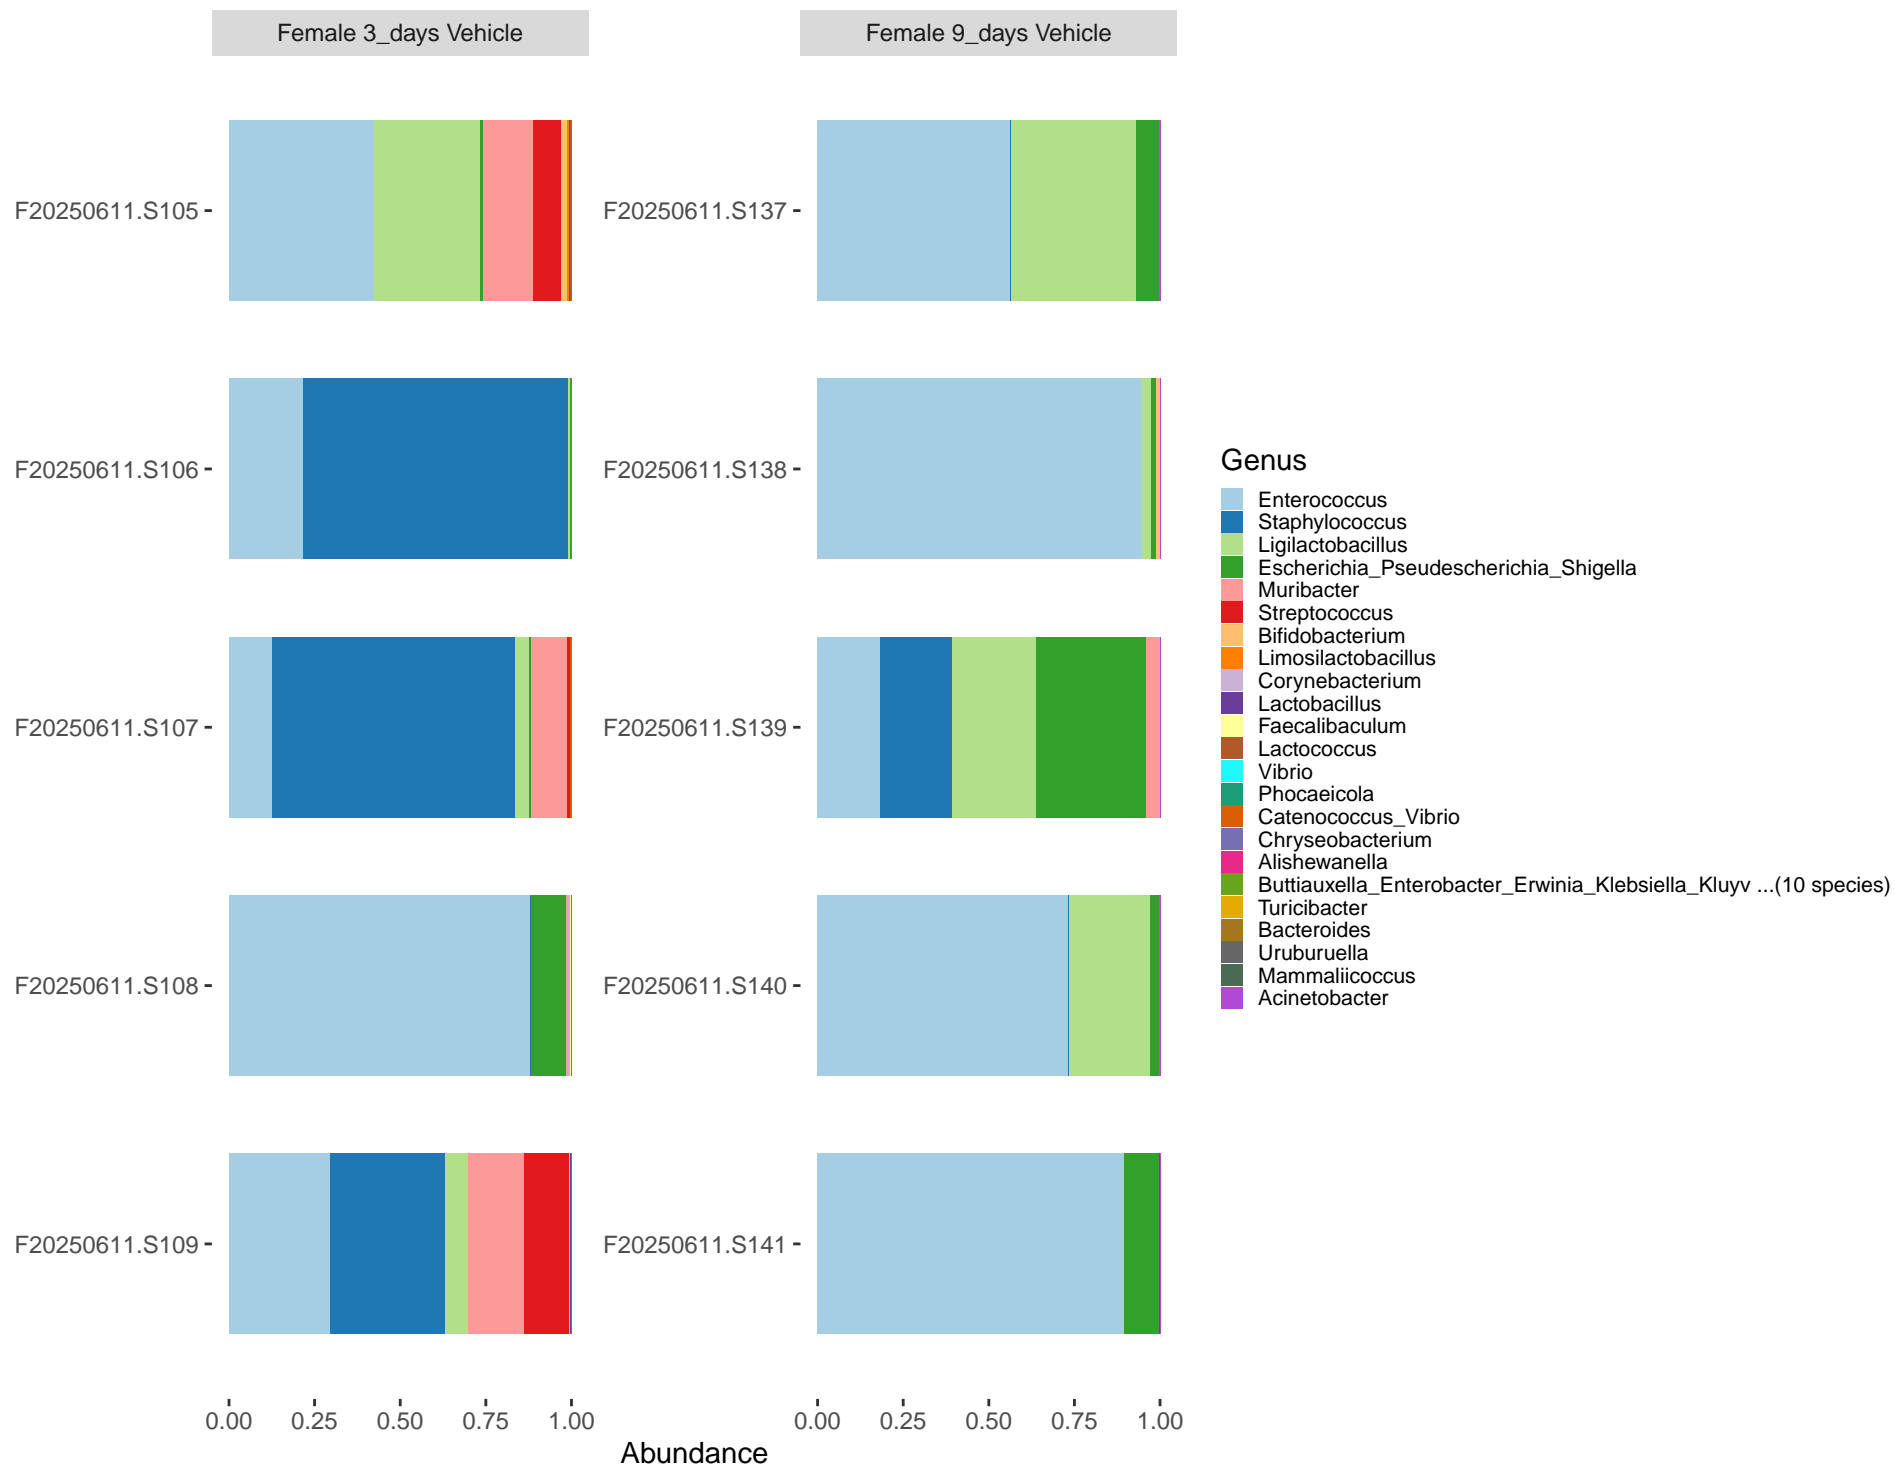 Female 3_days Vehicle
Female 9_days Vehicle
F20250611.S105
F20250611.S137
F20250611.S106
F20250611.S138
F20250611.S107
F20250611.S139
F20250611.S108
F20250611.S140
F20250611.S109
F20250611.S141
0.00 0.25 0.50 0.75 1.00
0.00 0.25 0.50 0.75 1.00
Abundance
Genus
Enterococcus
Staphylococcus
Ligilactobacillus
Escherichia_Pseudescherichia_Shigella
Muribacter
Streptococcus
Bifidobacterium
Limosilactobacillus
Corynebacterium
Lactobacillus
Faecalibaculum
Lactococcus
Vibrio
Phocaeicola
Catenococcus_Vibrio
Chryseobacterium
Alishewanella
Buttiauxella_Enterobacter_Erwinia_Klebsiella_Kluyv ...(10 species)
Turicibacter
Bacteroides
Uruburuella
Mammaliicoccus
Acinetobacter